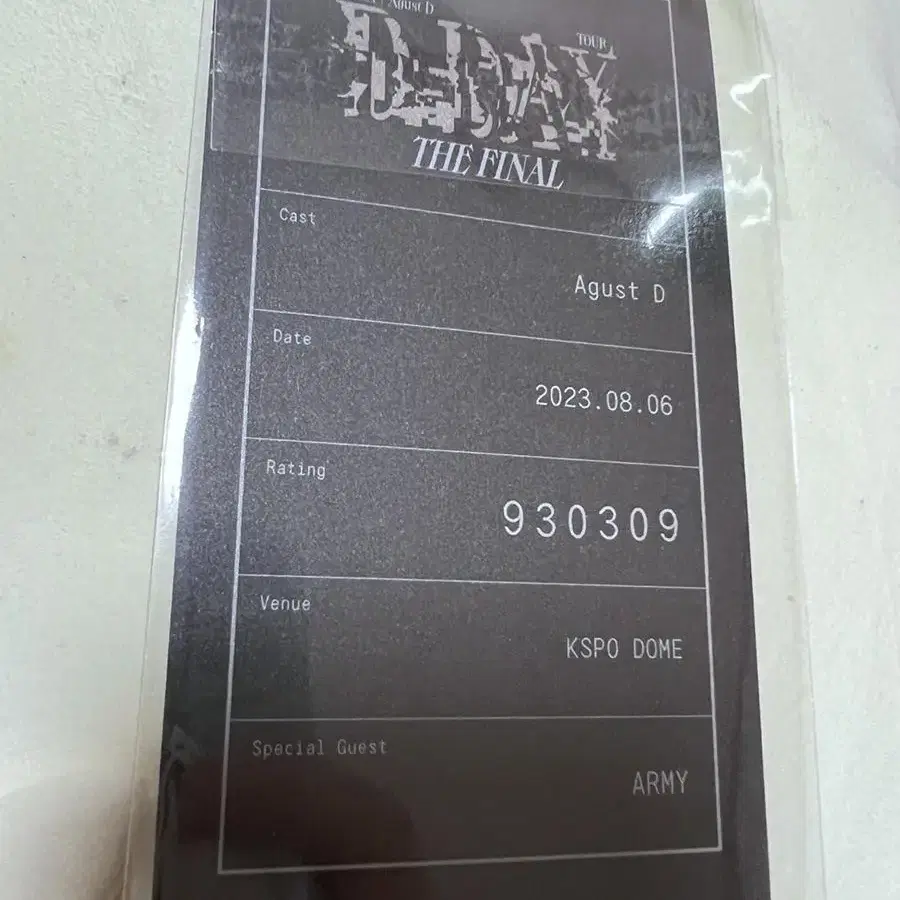 Agust D
TOUR
D-DAY
THE FINAL
Cast
Agust D
Date
2023.08.06
Rating
930309
Venue
KSPO DOME
Special Guest
ARMY